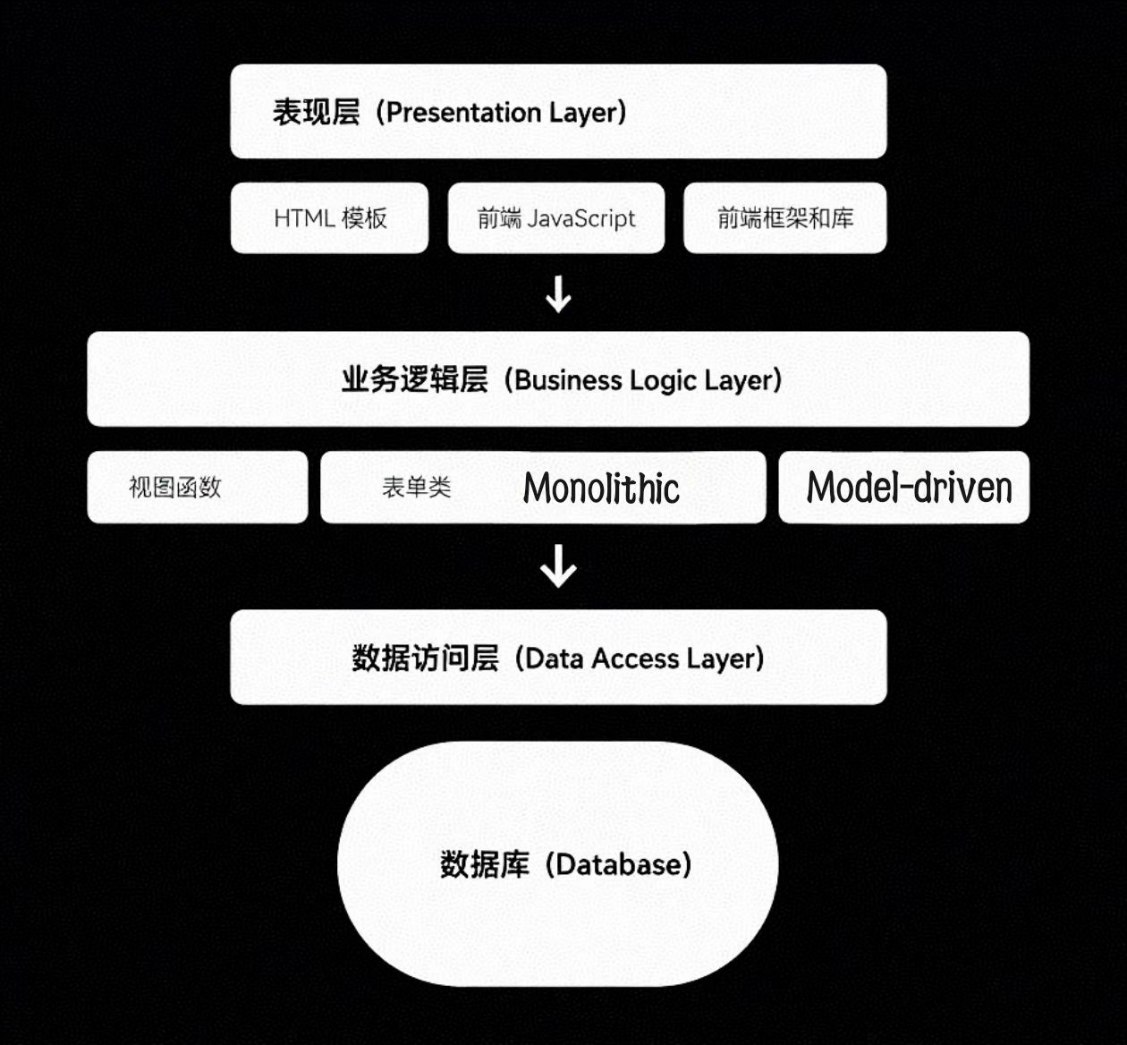 表现层（Presentation Layer）
HTML 模板
前端 JavaScript
前端框架和库
业务逻辑层（Business Logic Layer）
视图函数
表单类
Monolithic
Model-driven
数据访问层（Data Access Layer）
数据库（Database）